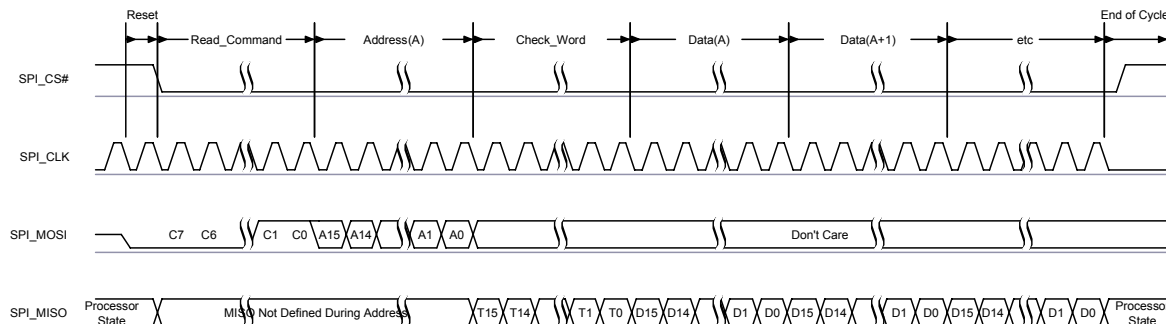 Reset
End of Cycle
Read_Command Address(A) Check_Word Data(A) Data(A+1) etc
SPI_CS#
SPI_CLK
SPI_MOSI C7 C6 C1 C0 A15 A14 A1 A0 Don't Care
SPI_MISO Processor State MISO Not Defined During Address T15 T14 T1 T0 D15 D14 D1 D0 D15 D14 D1 D0 D15 D14 D1 D0 Processor State